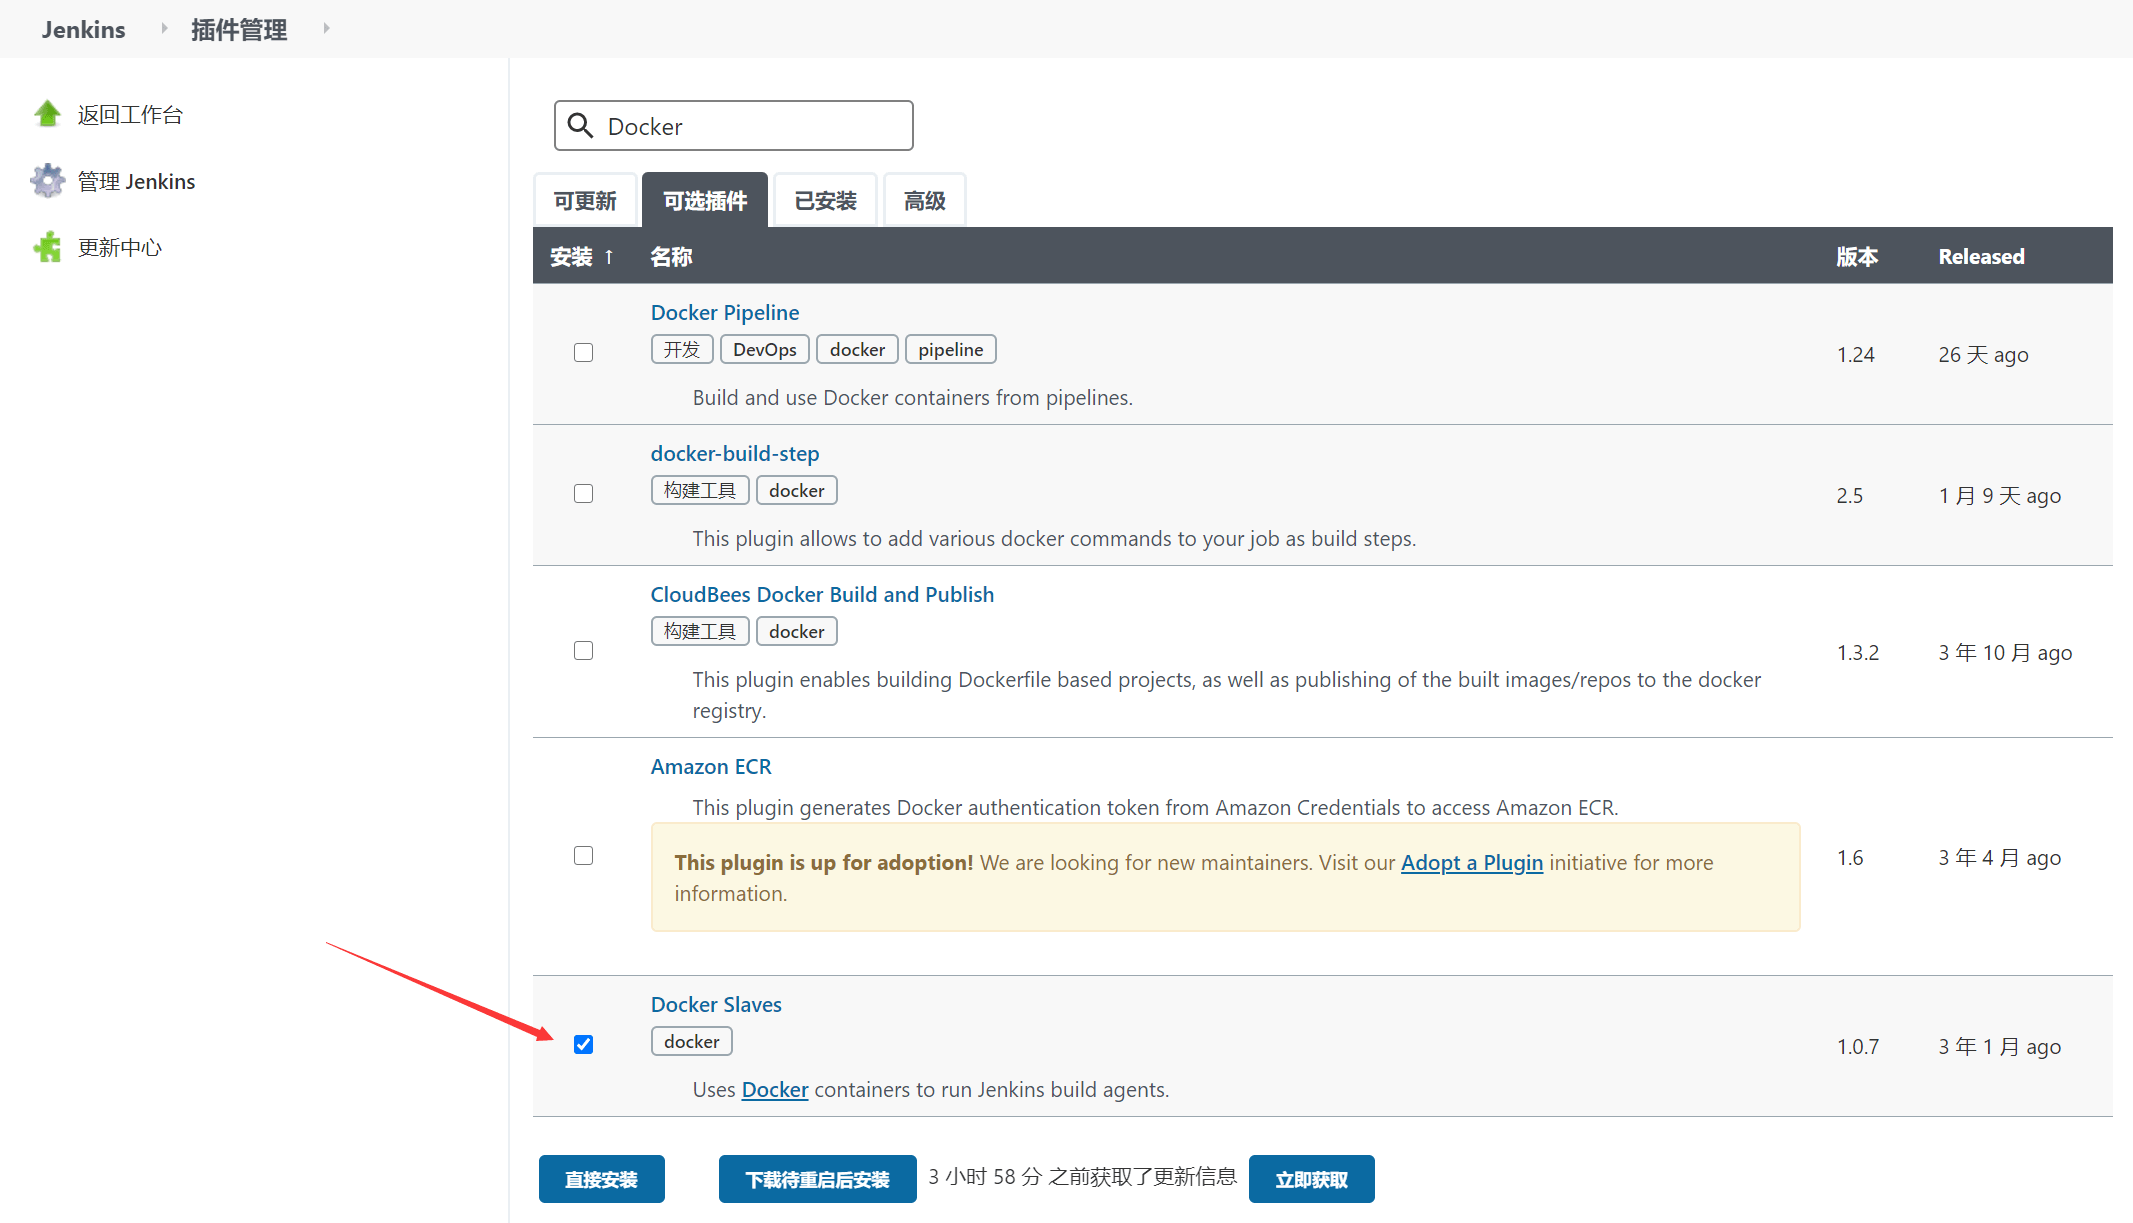 Jenkins 插件管理
返回工作台
管理 Jenkins
更新中心
Docker
可更新 可选插件 已安装 高级
安装 ↑ 名称 版本 Released
Docker Pipeline
开发 DevOps docker pipeline
Build and use Docker containers from pipelines.
1.24 26 天 ago
docker-build-step
构建工具 docker
This plugin allows to add various docker commands to your job as build steps.
2.5 1 月 9 天 ago
CloudBees Docker Build and Publish
构建工具 docker
This plugin enables building Dockerfile based projects, as well as publishing of the built images/repos to the docker
registry.
1.3.2 3 年 10 月 ago
Amazon ECR
This plugin generates Docker authentication token from Amazon Credentials to access Amazon ECR.
This plugin is up for adoption! We are looking for new maintainers. Visit our Adopt a Plugin initiative for more
information.
1.6 3 年 4 月 ago
Docker Slaves
docker
Uses Docker containers to run Jenkins build agents.
1.0.7 3 年 1 月 ago
直接安装 下载待重启后安装 3 小时 58 分 之前获取了更新信息 立即获取